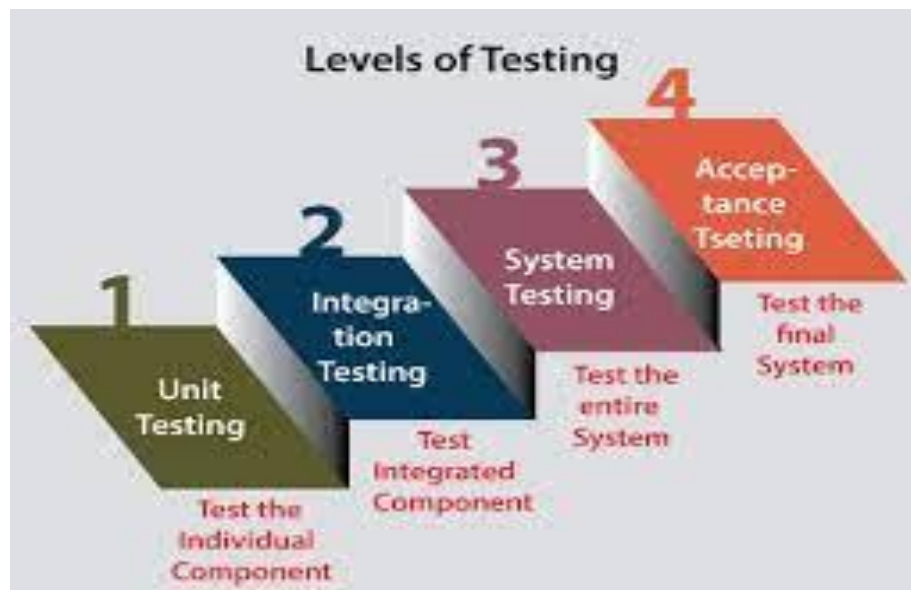 Levels of Testing
1
Unit
Testing
Test the
Individual
Component
2
Integra-
tion
Testing
Test
Integrated
Component
3
System
Testing
Test the
entire
System
4
Accep-
tance
Tseting
Test the
final
System